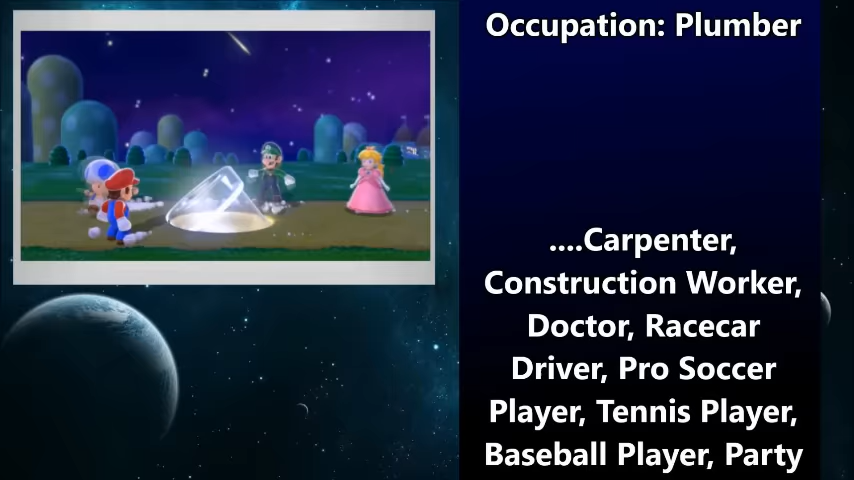 Occupation: Plumber
....Carpenter,
Construction Worker,
Doctor, Racecar
Driver, Pro Soccer
Player, Tennis Player,
Baseball Player, Party